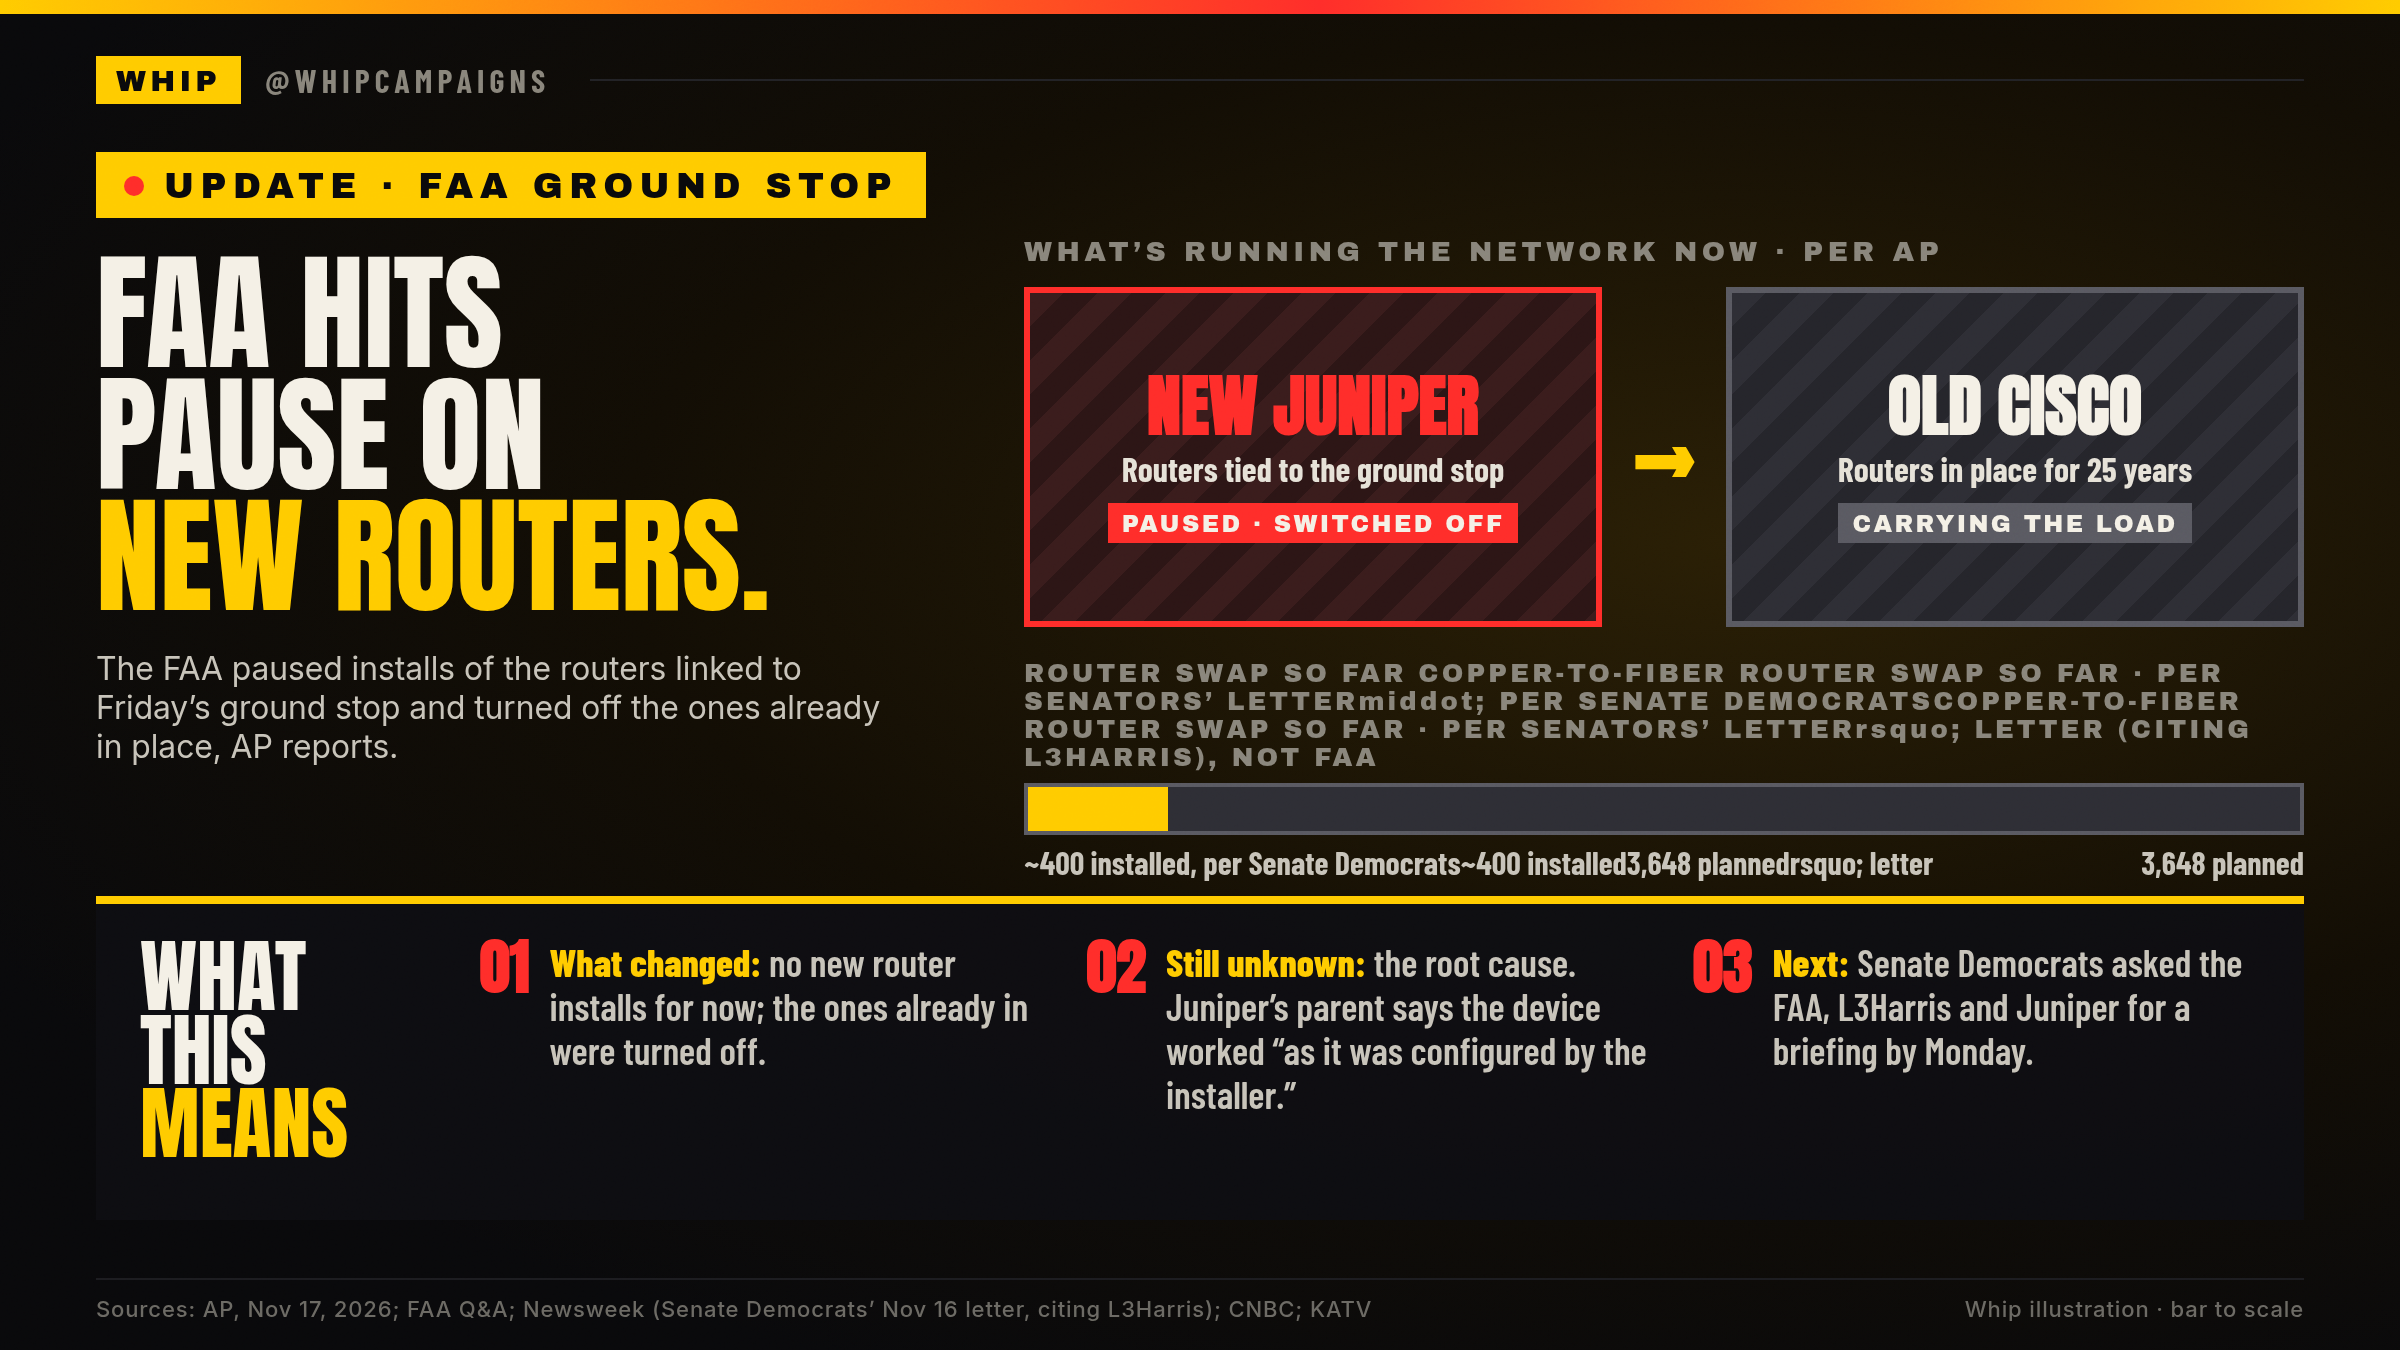 WHIP @WHIPCAMPAIGNS
UPDATE · FAA GROUND STOP
FAA HITS
PAUSE ON
NEW ROUTERS.
The FAA paused installs of the routers linked to
Friday’s ground stop and turned off the ones already
in place, AP reports.
WHAT’S RUNNING THE NETWORK NOW · PER AP
NEW JUNIPER
Routers tied to the ground stop
PAUSED · SWITCHED OFF
→
OLD CISCO
Routers in place for 25 years
CARRYING THE LOAD
ROUTER SWAP SO FAR COPPER-TO-FIBER ROUTER SWAP SO FAR · PER
SENATORS’ LETTERmiddot; PER SENATE DEMOCRATSCOPPER-TO-FIBER
ROUTER SWAP SO FAR · PER SENATORS’ LETTERrsquo; LETTER (CITING
L3HARRIS), NOT FAA
~400 installed, per Senate Democrats~400 installed3,648 plannedrsquo; letter
3,648 planned
WHAT
THIS
MEANS
01 What changed: no new router
installs for now; the ones already in
were turned off.
02 Still unknown: the root cause.
Juniper’s parent says the device
worked “as it was configured by the
installer.”
03 Next: Senate Democrats asked the
FAA, L3Harris and Juniper for a
briefing by Monday.
Sources: AP, Nov 17, 2026; FAA Q&A; Newsweek (Senate Democrats’ Nov 16 letter, citing L3Harris); CNBC; KATV
Whip illustration · bar to scale